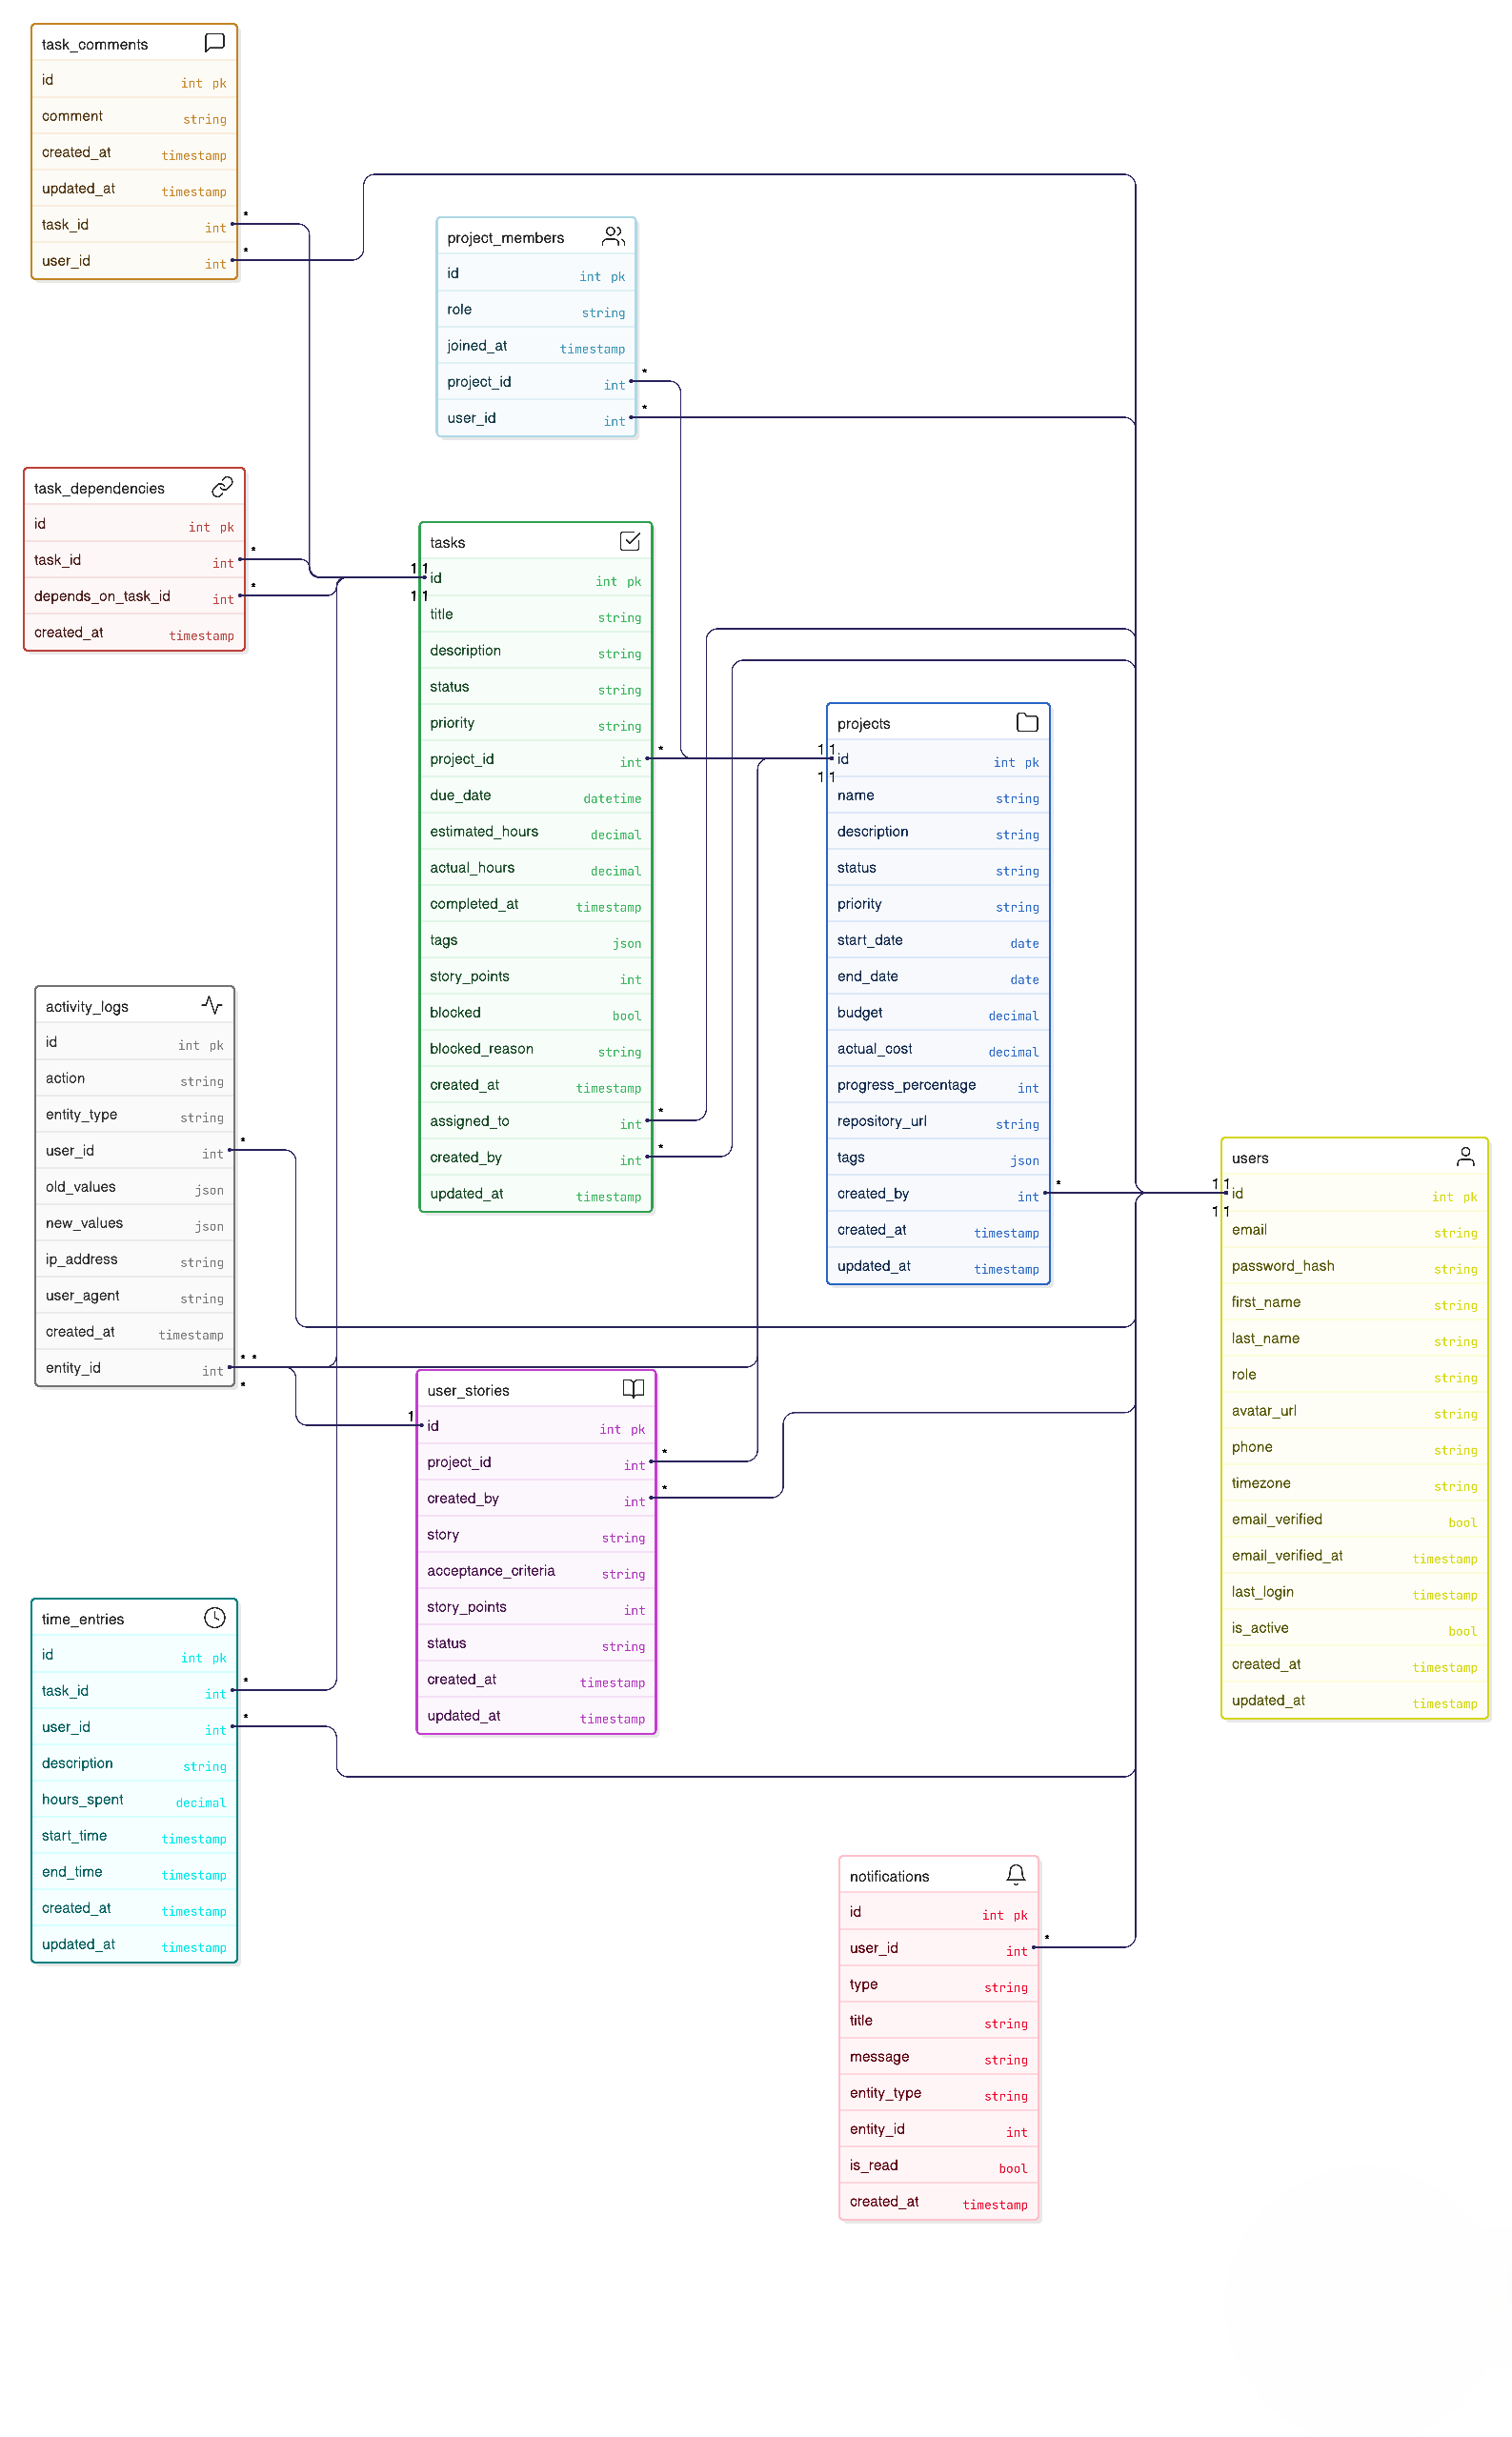 task_comments
id int pk
comment string
created_at timestamp
updated_at timestamp
task_id int *
user_id int *
project_members
id int pk
role string
joined_at timestamp
project_id int *
user_id int *
task_dependencies
id int pk
task_id int *
depends_on_task_id int *
created_at timestamp
tasks
1 1
id int pk
1 1
title string
description string
status string
priority string
project_id int *
due_date datetime
estimated_hours decimal
actual_hours decimal
completed_at timestamp
tags json
story_points int
blocked bool
blocked_reason string
created_at timestamp
assigned_to int *
created_by int *
updated_at timestamp
projects
1 1
id int pk
1 1
name string
description string
status string
priority string
start_date date
end_date date
budget decimal
actual_cost decimal
progress_percentage int
repository_url string
tags json
created_by int *
created_at timestamp
updated_at timestamp
activity_logs
id int pk
action string
entity_type string
user_id int *
old_values json
new_values json
ip_address string
user_agent string
created_at timestamp
* *
entity_id int
*
users
1 1
id int pk
1 1
email string
password_hash string
first_name string
last_name string
role string
avatar_url string
phone string
timezone string
email_verified bool
email_verified_at timestamp
last_login timestamp
is_active bool
created_at timestamp
updated_at timestamp
user_stories
1 id int pk
project_id int *
created_by int *
story string
acceptance_criteria string
story_points int
status string
created_at timestamp
updated_at timestamp
time_entries
id int pk
task_id int *
user_id int *
description string
hours_spent decimal
start_time timestamp
end_time timestamp
created_at timestamp
updated_at timestamp
notifications
id int pk
user_id int *
type string
title string
message string
entity_type string
entity_id int
is_read bool
created_at timestamp